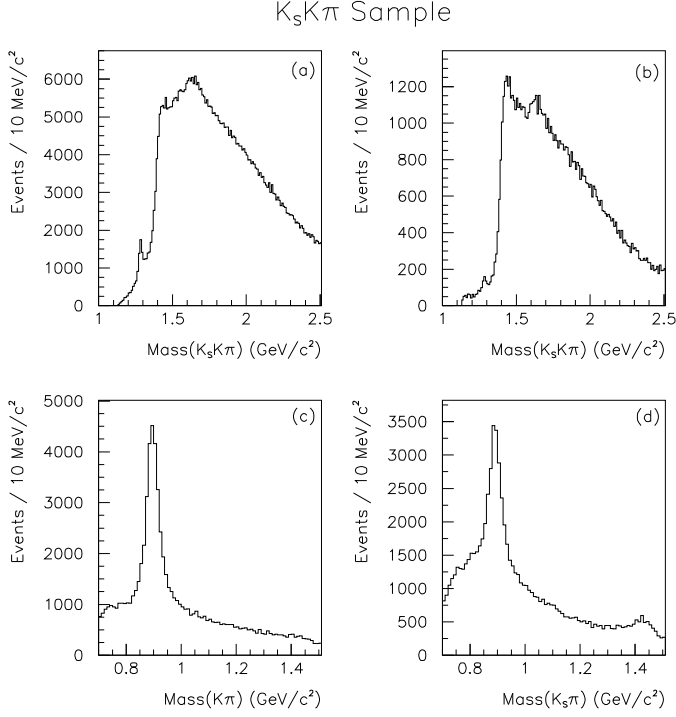 KₛKπ Sample
(a)
Events / 10 MeV/c²
6000
5000
4000
3000
2000
1000
0
1 1.5 2 2.5
Mass(KₛKπ) (GeV/c²)
(b)
Events / 10 MeV/c²
1200
1000
800
600
400
200
0
1 1.5 2 2.5
Mass(KₛKπ) (GeV/c²)
(c)
Events / 10 MeV/c²
5000
4000
3000
2000
1000
0
0.8 1 1.2 1.4
Mass(Kπ) (GeV/c²)
(d)
Events / 10 MeV/c²
3500
3000
2500
2000
1500
1000
500
0
0.8 1 1.2 1.4
Mass(Kₛπ) (GeV/c²)